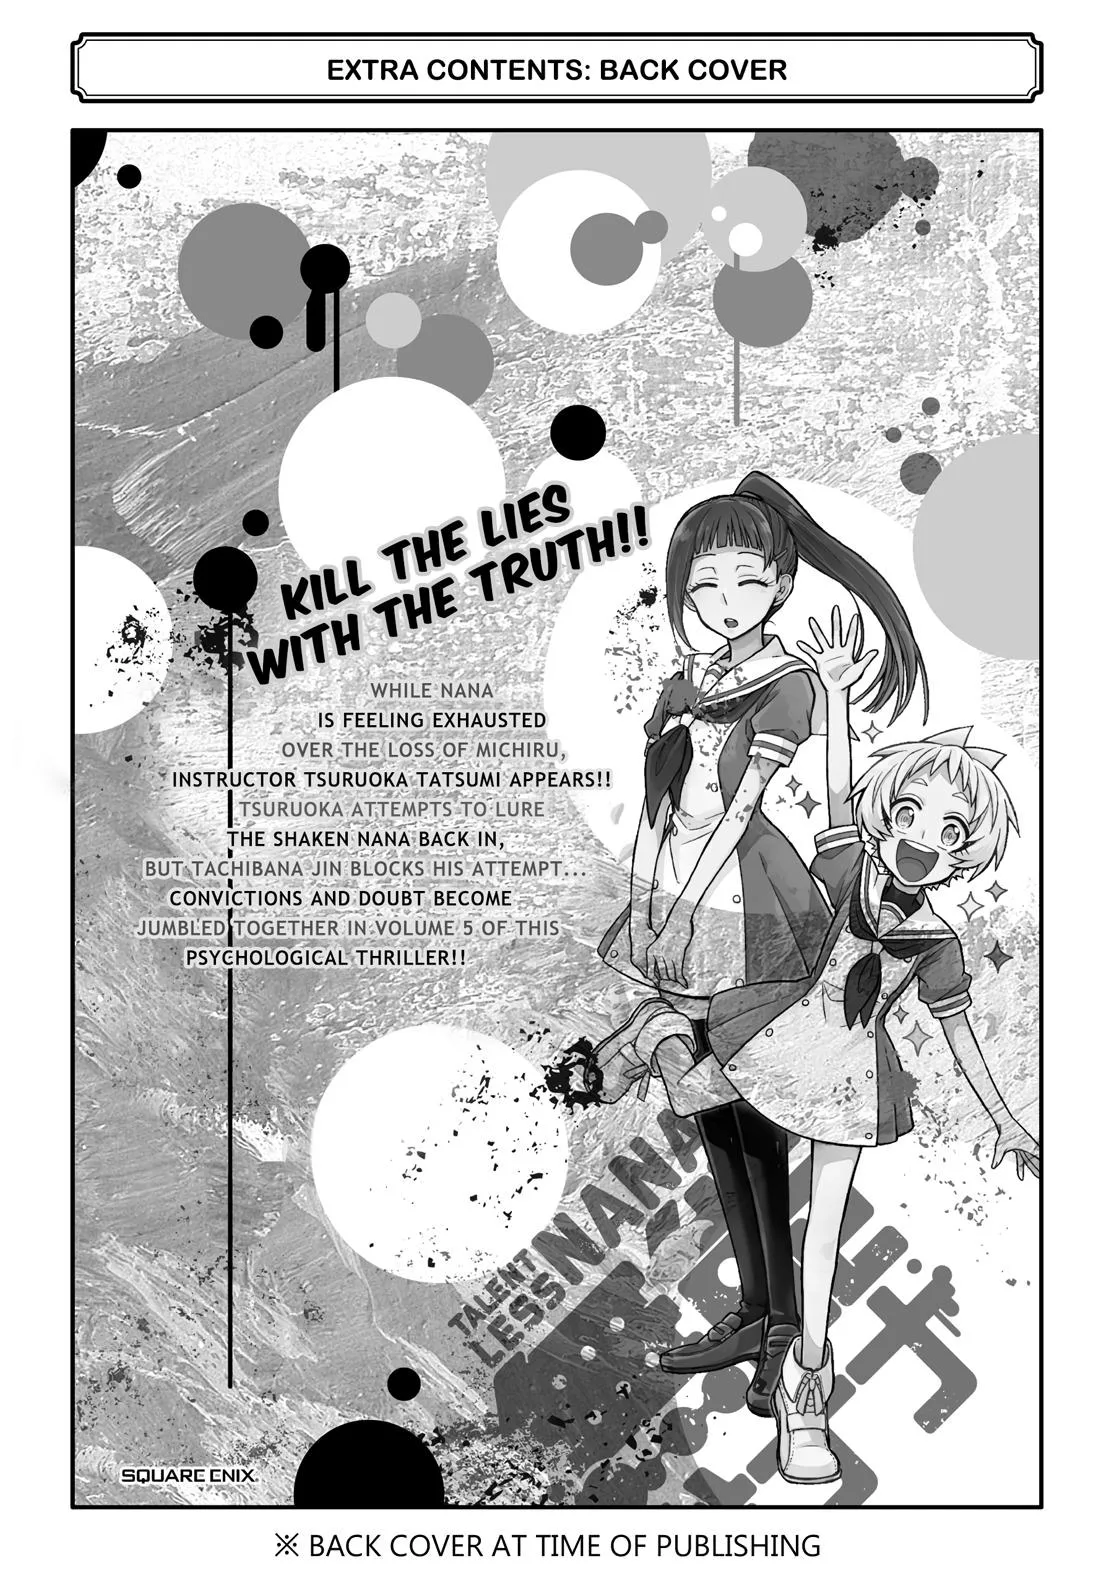 EXTRA CONTENTS: BACK COVER
KILL THE LIES
WITH THE TRUTH!!
WHILE NANA
IS FEELING EXHAUSTED
OVER THE LOSS OF MICHIRU,
INSTRUCTOR TSURUOKA TATSUMI APPEARS!!
TSURUOKA ATTEMPTS TO LURE
THE SHAKEN NANA BACK IN,
BUT TACHIBANA JIN BLOCKS HIS ATTEMPT...
CONVICTIONS AND DOUBT BECOME
JUMBLED TOGETHER IN VOLUME 5 OF THIS
PSYCHOLOGICAL THRILLER!!
TALENT
LESS NANA
SQUARE ENIX.
※ BACK COVER AT TIME OF PUBLISHING